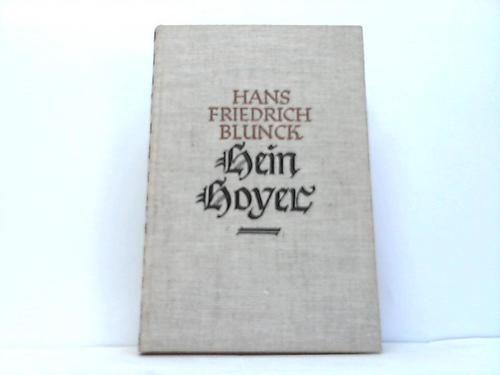 HANS
FRIEDRICH
BLUNCK
Hein
Hoyer